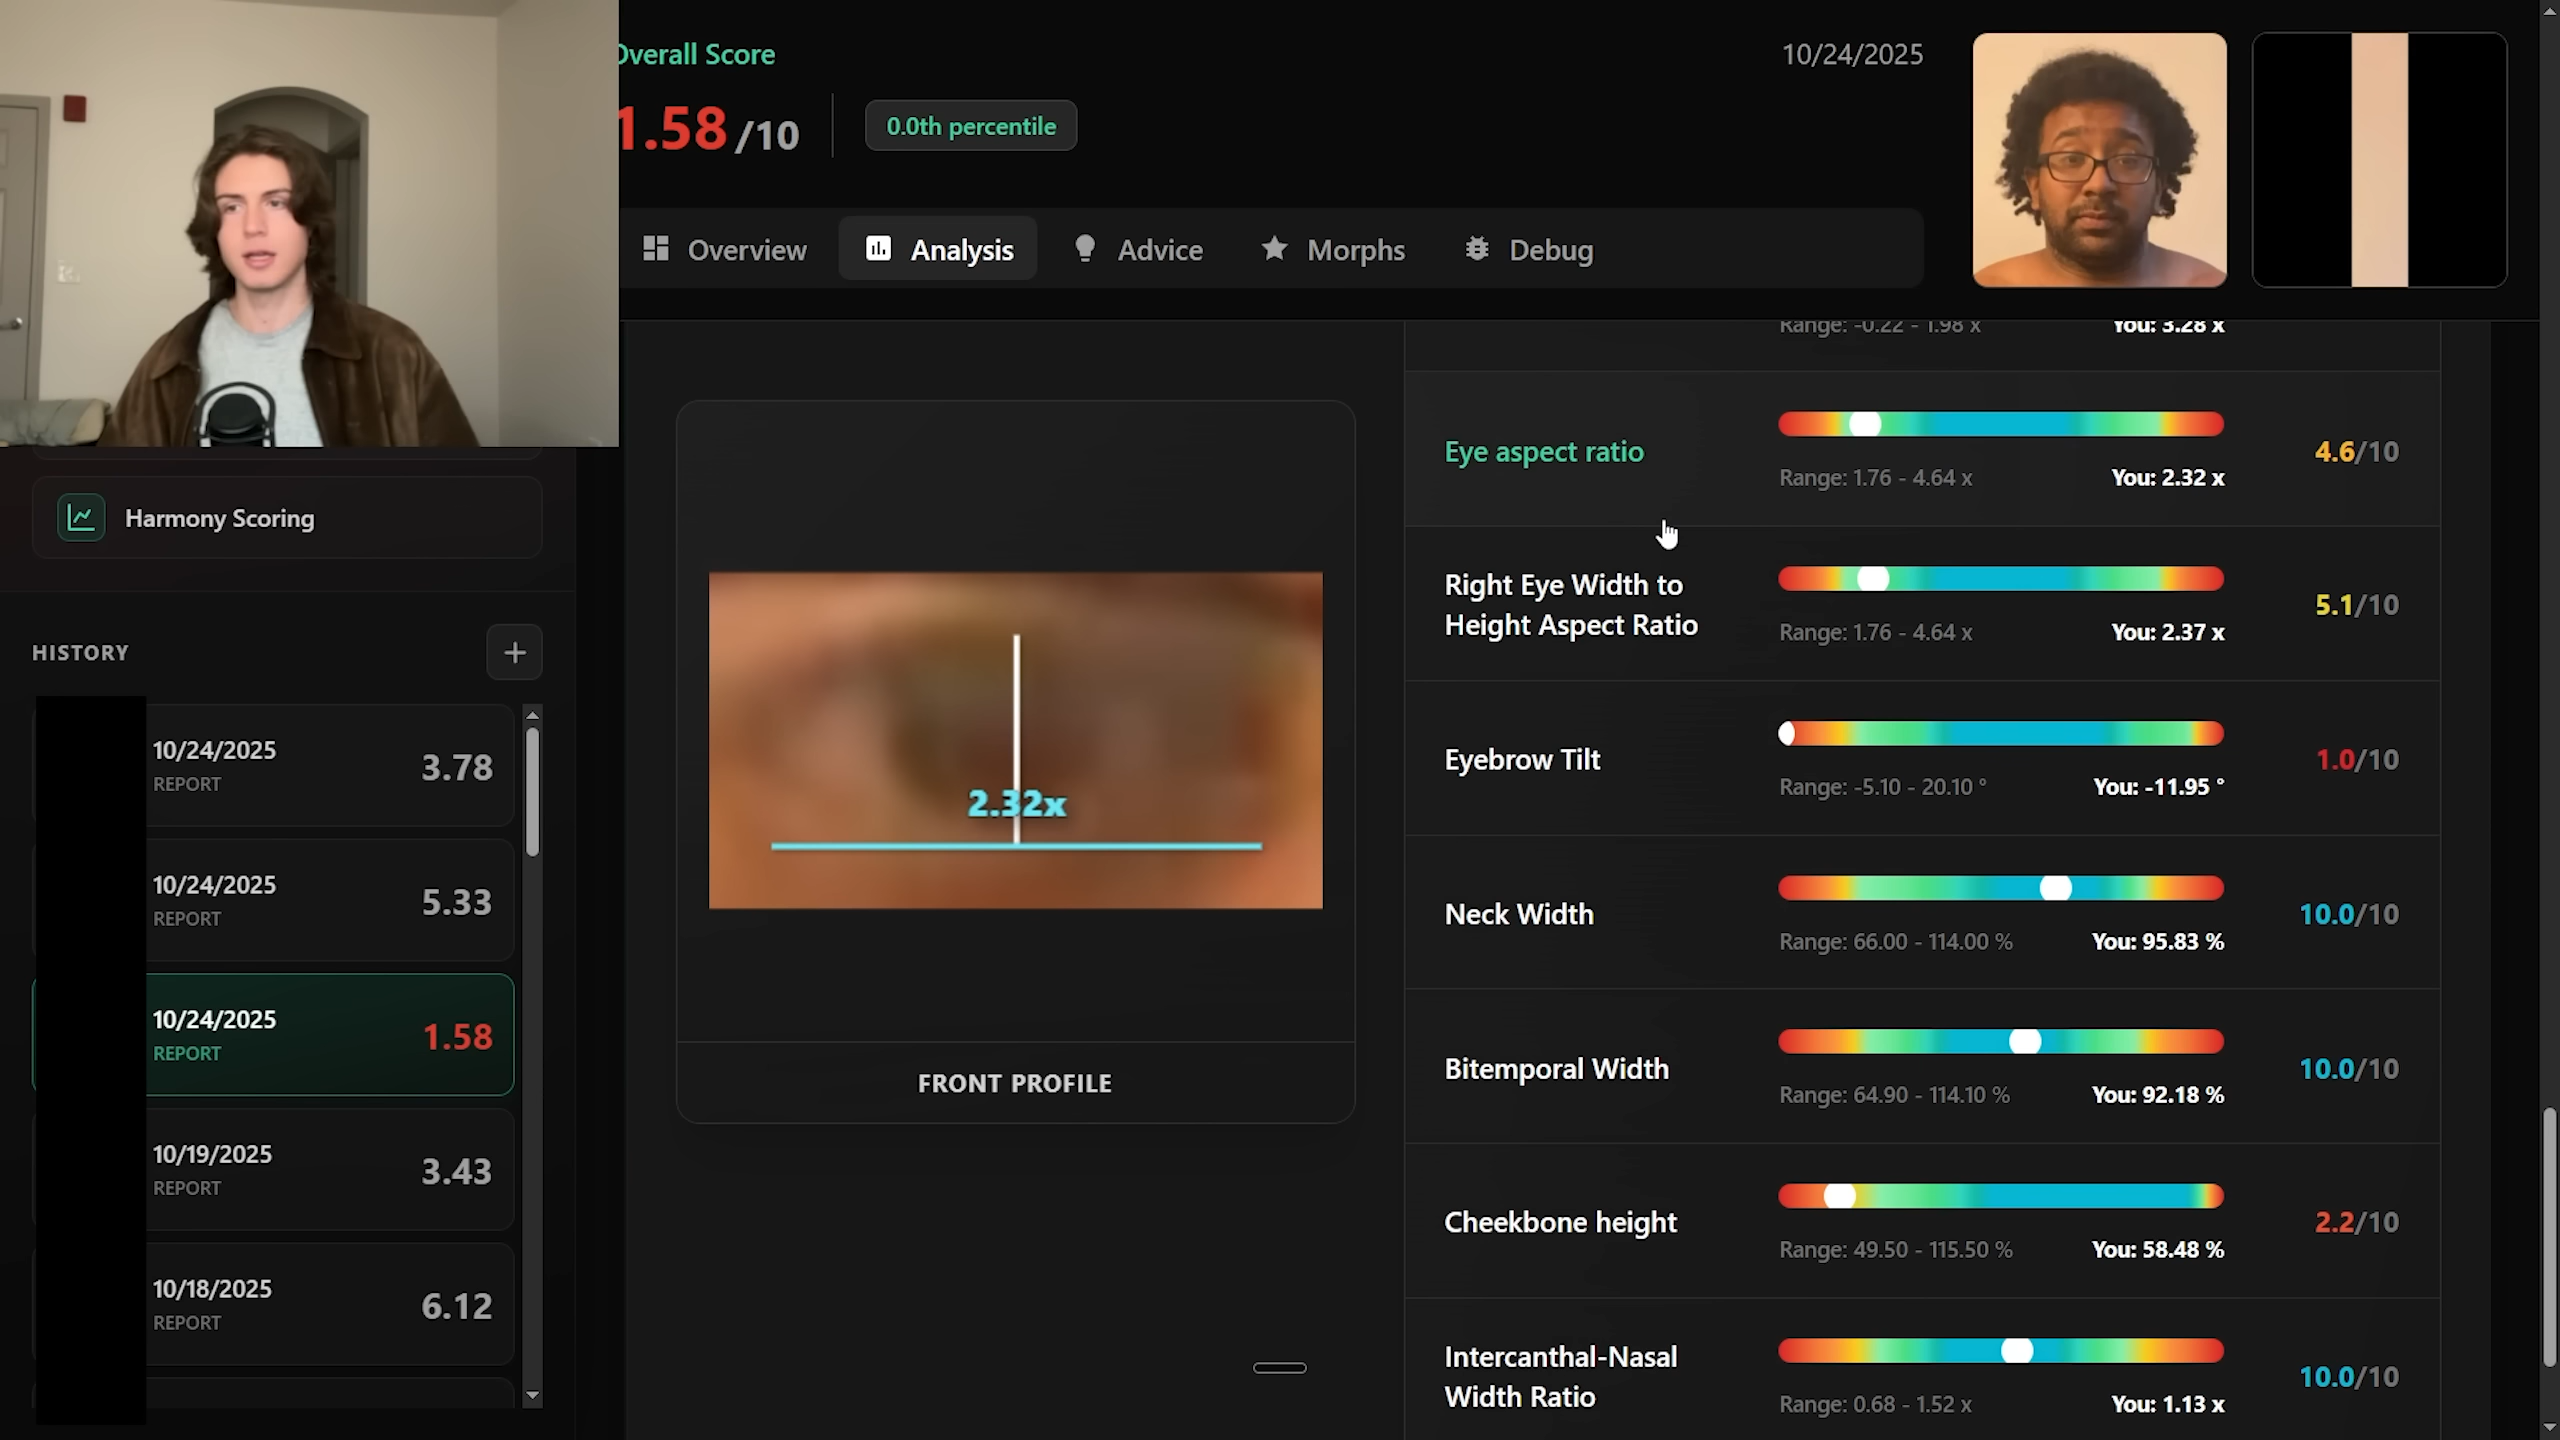 Overall Score
10/24/2025
1.58/10
0.0th percentile
Overview
Analysis
Advice
Morphs
Debug
Harmony Scoring
HISTORY
10/24/2025
REPORT
3.78
10/24/2025
REPORT
5.33
10/24/2025
REPORT
1.58
10/19/2025
REPORT
3.43
10/18/2025
REPORT
6.12
2.32x
FRONT PROFILE
Range: -0.22 - 1.98 x
You: 3.28 x
Eye aspect ratio
Range: 1.76 - 4.64 x
You: 2.32 x
4.6/10
Right Eye Width to
Height Aspect Ratio
Range: 1.76 - 4.64 x
You: 2.37 x
5.1/10
Eyebrow Tilt
Range: -5.10 - 20.10 °
You: -11.95 °
1.0/10
Neck Width
Range: 66.00 - 114.00 %
You: 95.83 %
10.0/10
Bitemporal Width
Range: 64.90 - 114.10 %
You: 92.18 %
10.0/10
Cheekbone height
Range: 49.50 - 115.50 %
You: 58.48 %
2.2/10
Intercanthal-Nasal
Width Ratio
Range: 0.68 - 1.52 x
You: 1.13 x
10.0/10